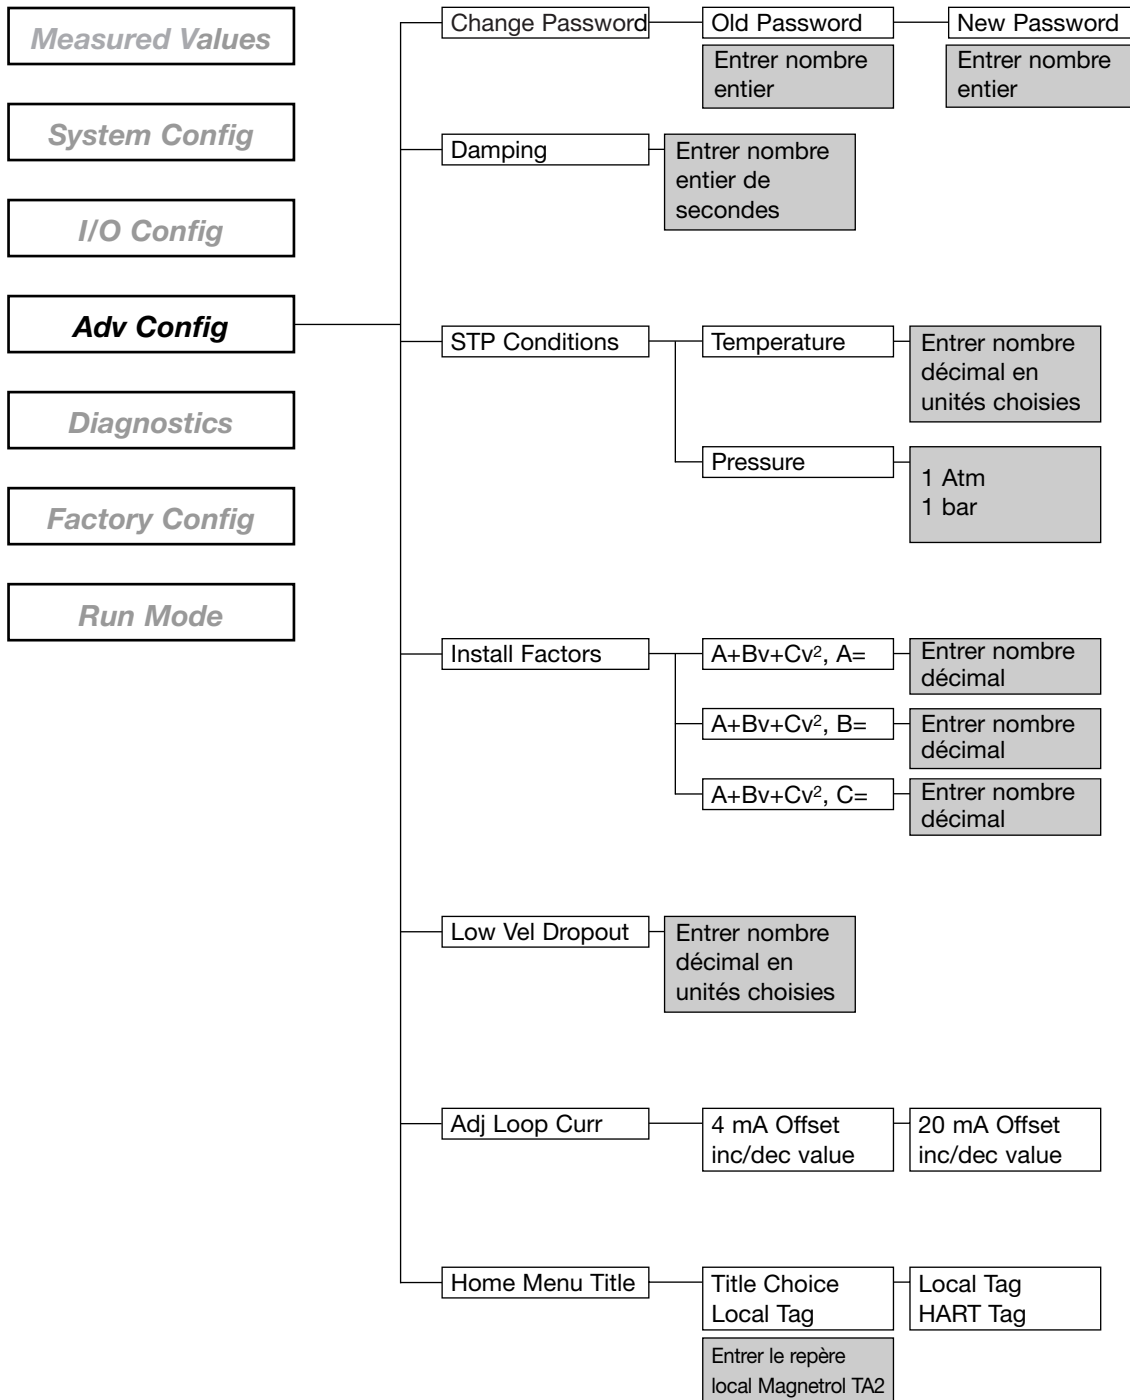 Measured Values
System Config
I/O Config
Adv Config
Diagnostics
Factory Config
Run Mode
Change Password
Old Password
New Password
Entrer nombre
entier
Entrer nombre
entier
Damping
Entrer nombre
entier de
secondes
STP Conditions
Temperature
Entrer nombre
décimal en
unités choisies
Pressure
1 Atm
1 bar
Install Factors
A+Bv+Cv², A=
Entrer nombre
décimal
A+Bv+Cv², B=
Entrer nombre
décimal
A+Bv+Cv², C=
Entrer nombre
décimal
Low Vel Dropout
Entrer nombre
décimal en
unités choisies
Adj Loop Curr
4 mA Offset
inc/dec value
20 mA Offset
inc/dec value
Home Menu Title
Title Choice
Local Tag
Local Tag
HART Tag
Entrer le repère
local Magnetrol TA2